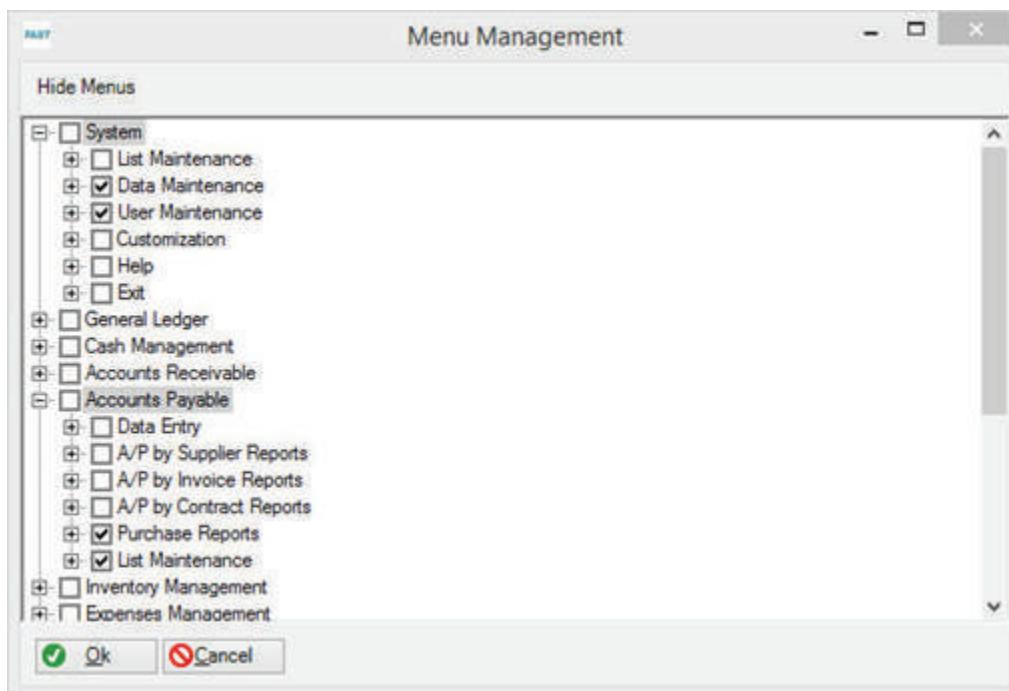 FAST
Menu Management
Hide Menus
System
List Maintenance
Data Maintenance
User Maintenance
Customization
Help
Exit
General Ledger
Cash Management
Accounts Receivable
Accounts Payable
Data Entry
A/P by Supplier Reports
A/P by Invoice Reports
A/P by Contract Reports
Purchase Reports
List Maintenance
Inventory Management
Expenses Management
Ok
Cancel